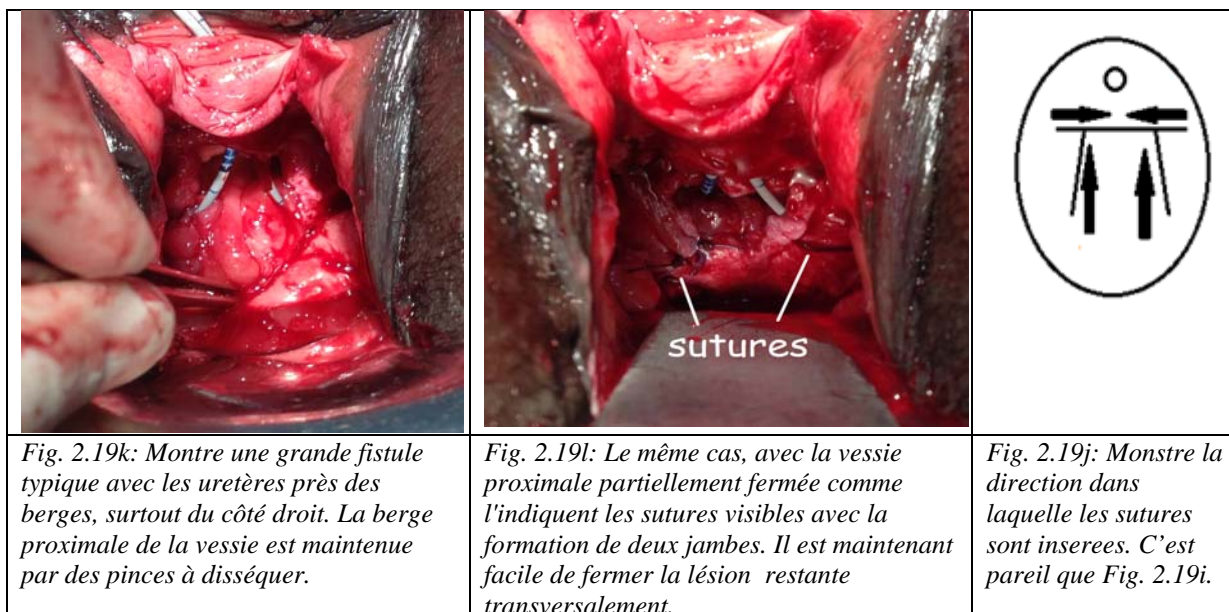 sutures
Fig. 2.19k: Montre une grande fistule
typique avec les uretères près des
berges, surtout du côté droit. La berge
proximale de la vessie est maintenue
par des pinces à disséquer.
Fig. 2.19l: Le même cas, avec la vessie
proximale partiellement fermée comme
l'indiquent les sutures visibles avec la
formation de deux jambes. Il est maintenant
facile de fermer la lésion restante
transversalement.
Fig. 2.19j: Monstre la
direction dans
laquelle les sutures
sont inserees. C’est
pareil que Fig. 2.19i.